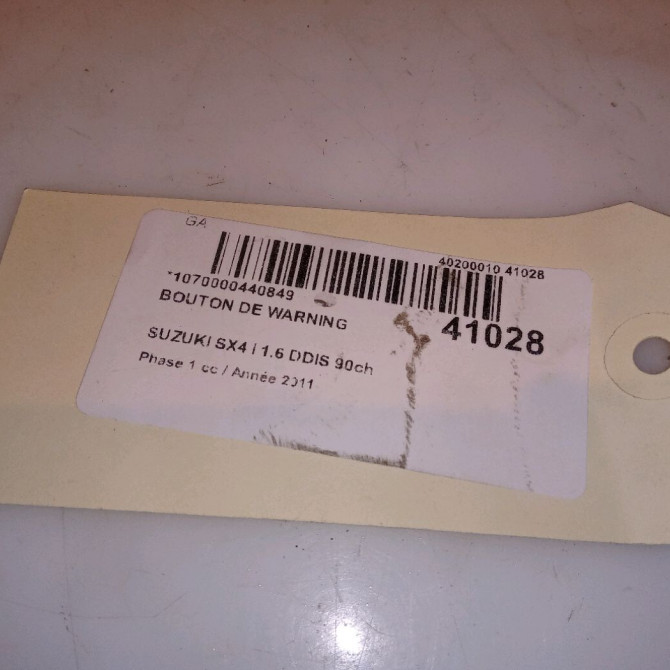 GA
40200010 41028
*1070000440849
BOUTON DE WARNING
41028
SUZUKI SX4 I 1.6 DDIS 90ch
Phase 1 cc / Année 2011